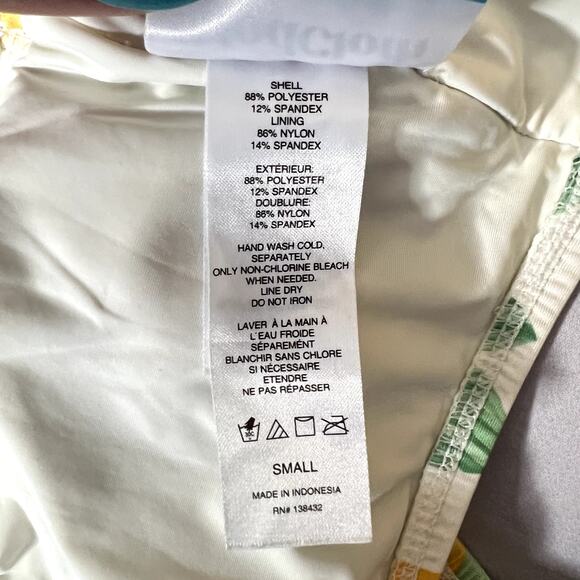 SHELL
88% POLYESTER
12% SPANDEX
LINING
86% NYLON
14% SPANDEX
EXTÉRIEUR:
88% POLYESTER
12% SPANDEX
DOUBLURE:
86% NYLON
14% SPANDEX
HAND WASH COLD,
SEPARATELY
ONLY NON-CHLORINE BLEACH
WHEN NEEDED.
LINE DRY
DO NOT IRON
LAVER À LA MAIN À
L'EAU FROIDE
SÉPARÉMENT
BLANCHIR SANS CHLORE
SI NÉCESSAIRE
ETENDRE
NE PAS RÉPASSER
SMALL
MADE IN INDONESIA
RN# 138432